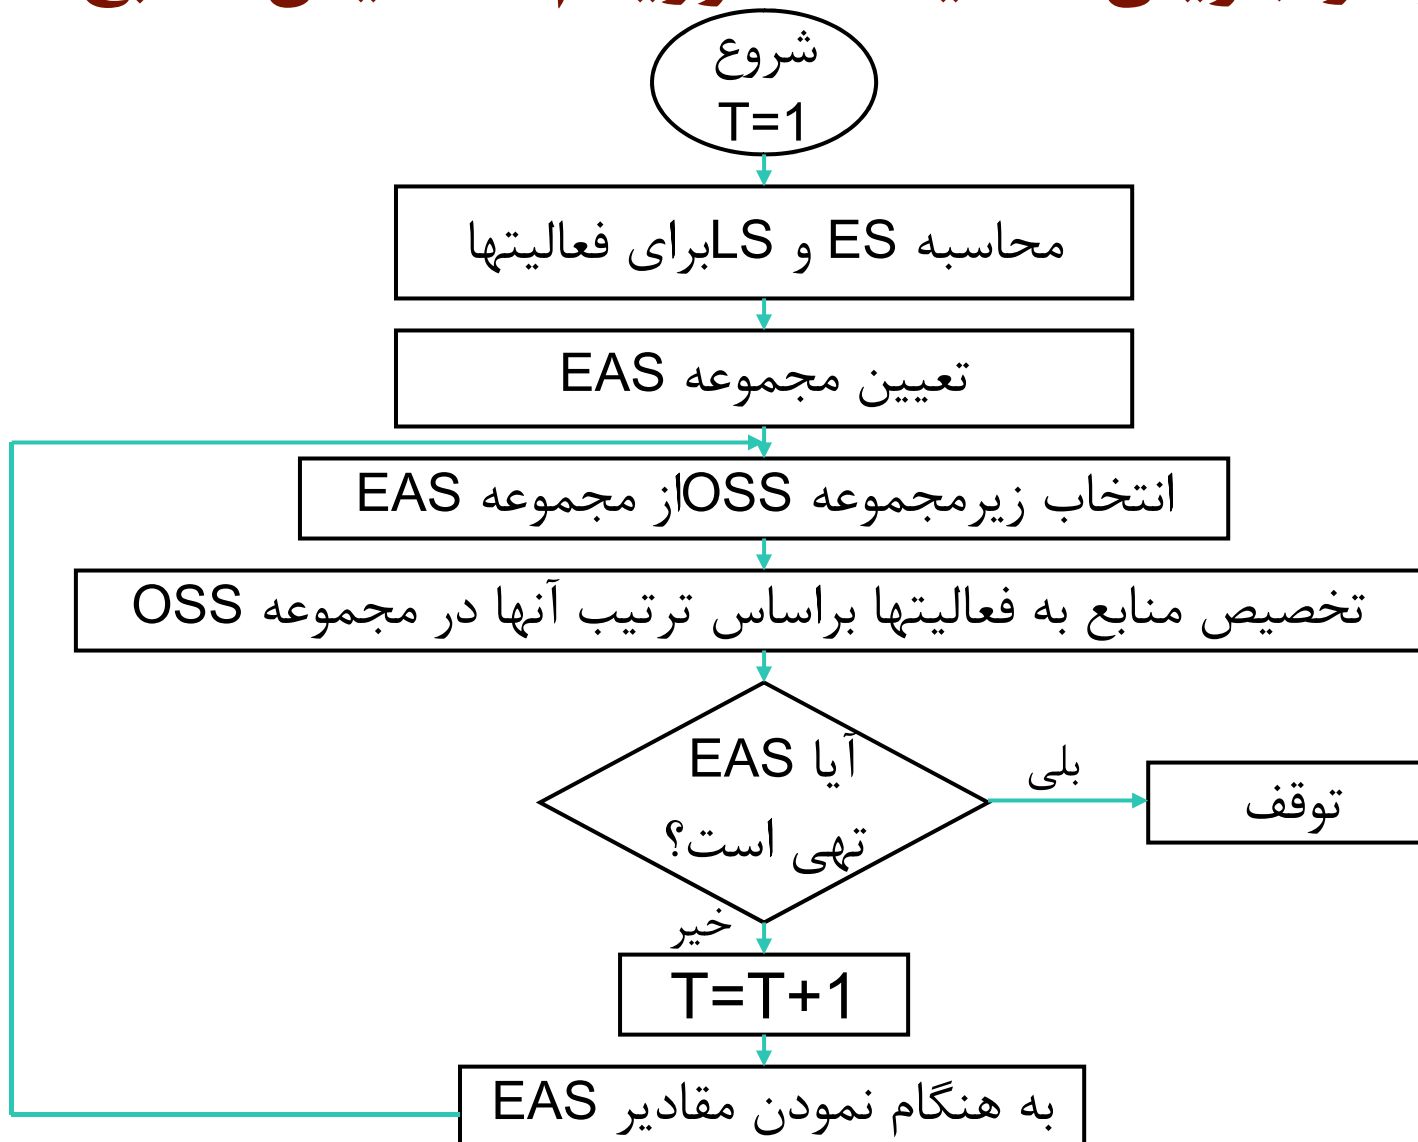 شروع
T=1
محاسبه ES و LSبرای فعالیتها
تعیین مجموعه EAS
انتخاب زیرمجموعه OSSاز مجموعه EAS
تخصیص منابع به فعالیتها براساس ترتیب آنها در مجموعه OSS
آیا EAS
تهی است؟
بلی
توقف
خیر
T=T+1
به هنگام نمودن مقادیر EAS